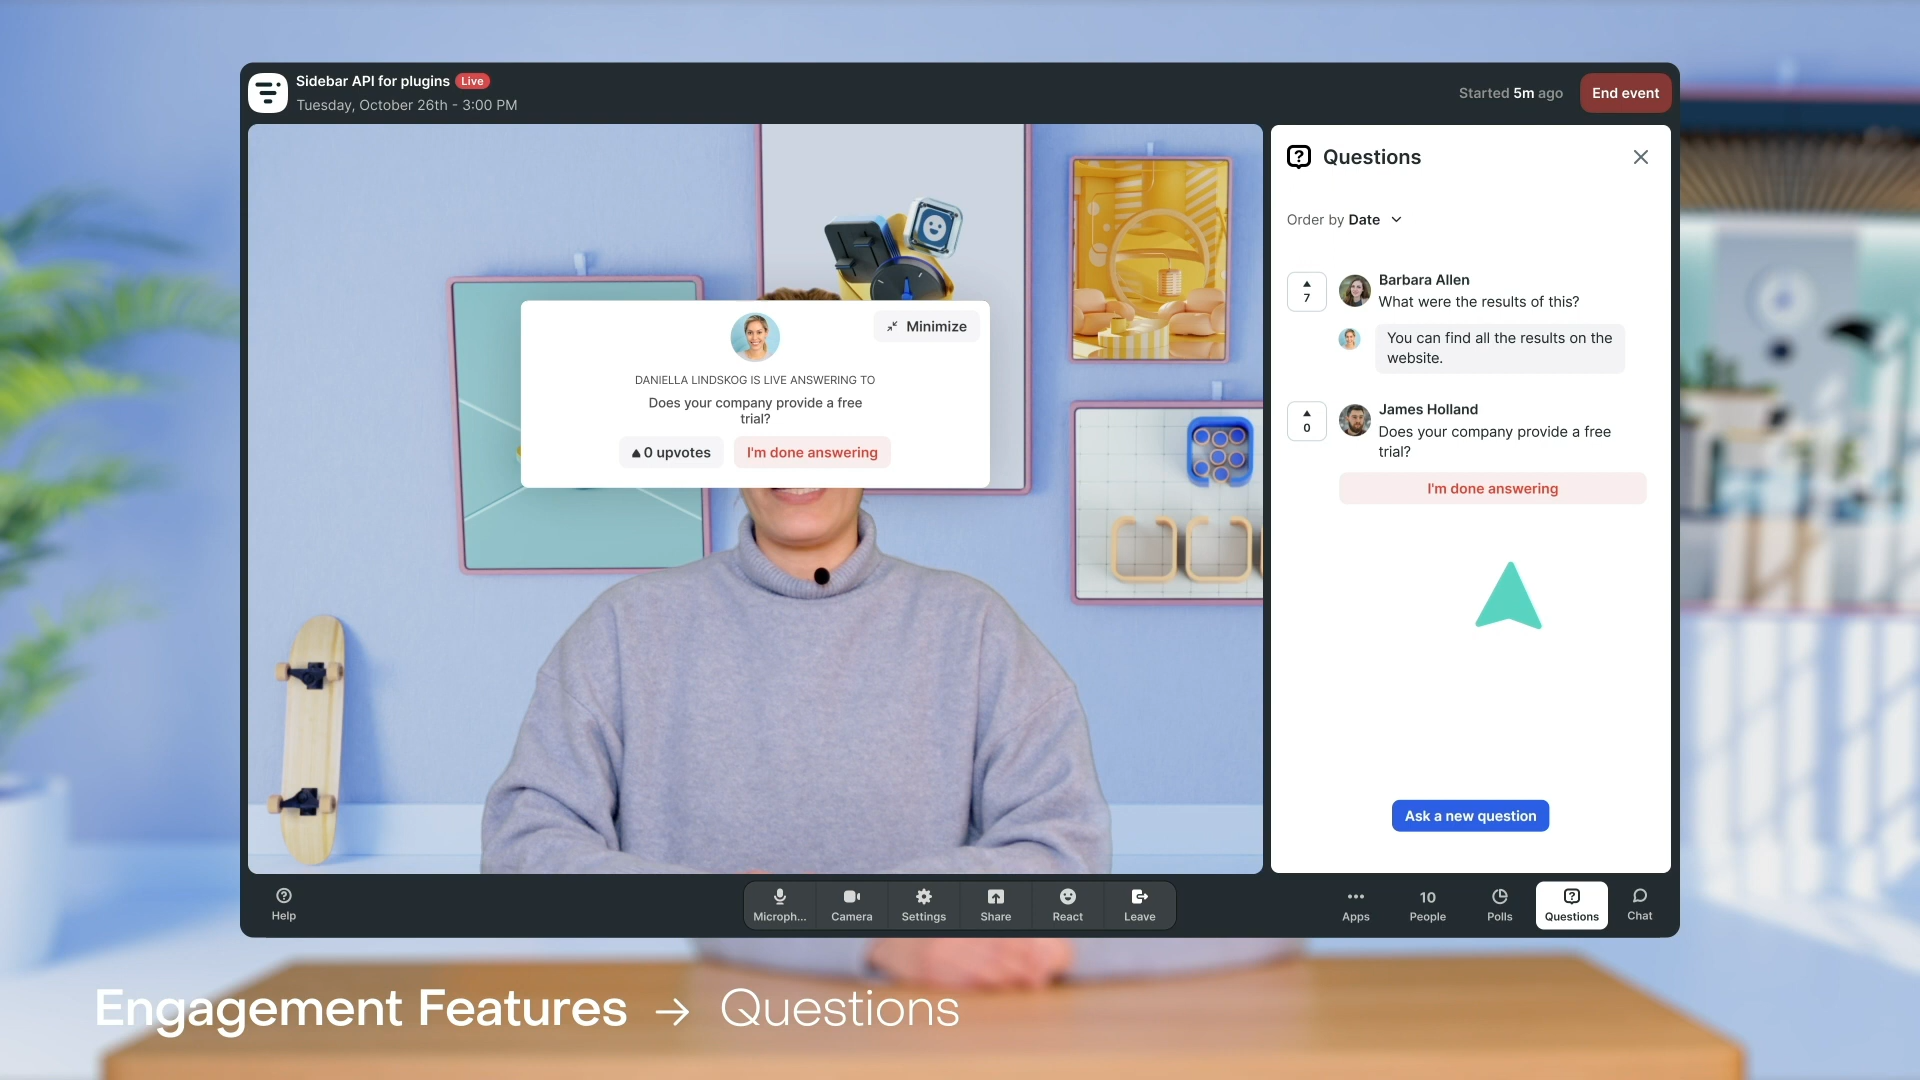 Sidebar API for plugins Live
Tuesday, October 26th - 3:00 PM
Started 5m ago
End event
Minimize
DANIELLA LINDSKOG IS LIVE ANSWERING TO
Does your company provide a free
trial?
0 upvotes
I'm done answering
Questions
Order by Date
7
Barbara Allen
What were the results of this?
You can find all the results on the
website.
0
James Holland
Does your company provide a free
trial?
I'm done answering
Ask a new question
Help
Microph...
Camera
Settings
Share
React
Leave
Apps
10
People
Polls
Questions
Chat
Engagement Features → Questions